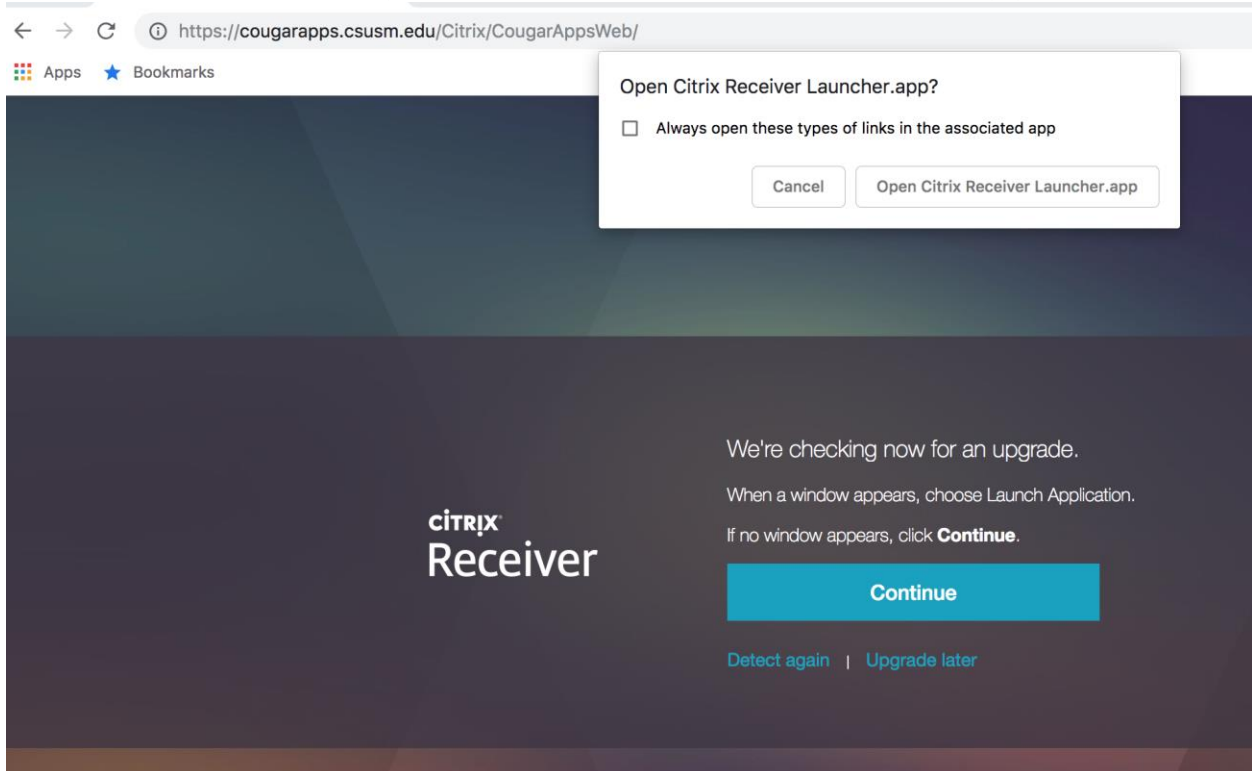 https://cougarapps.csusm.edu/Citrix/CougarAppsWeb/
Apps Bookmarks
Open Citrix Receiver Launcher.app?
Always open these types of links in the associated app
Cancel Open Citrix Receiver Launcher.app
We're checking now for an upgrade.
When a window appears, choose Launch Application.
If no window appears, click Continue.
CİTRIX
Receiver
Continue
Detect again | Upgrade later